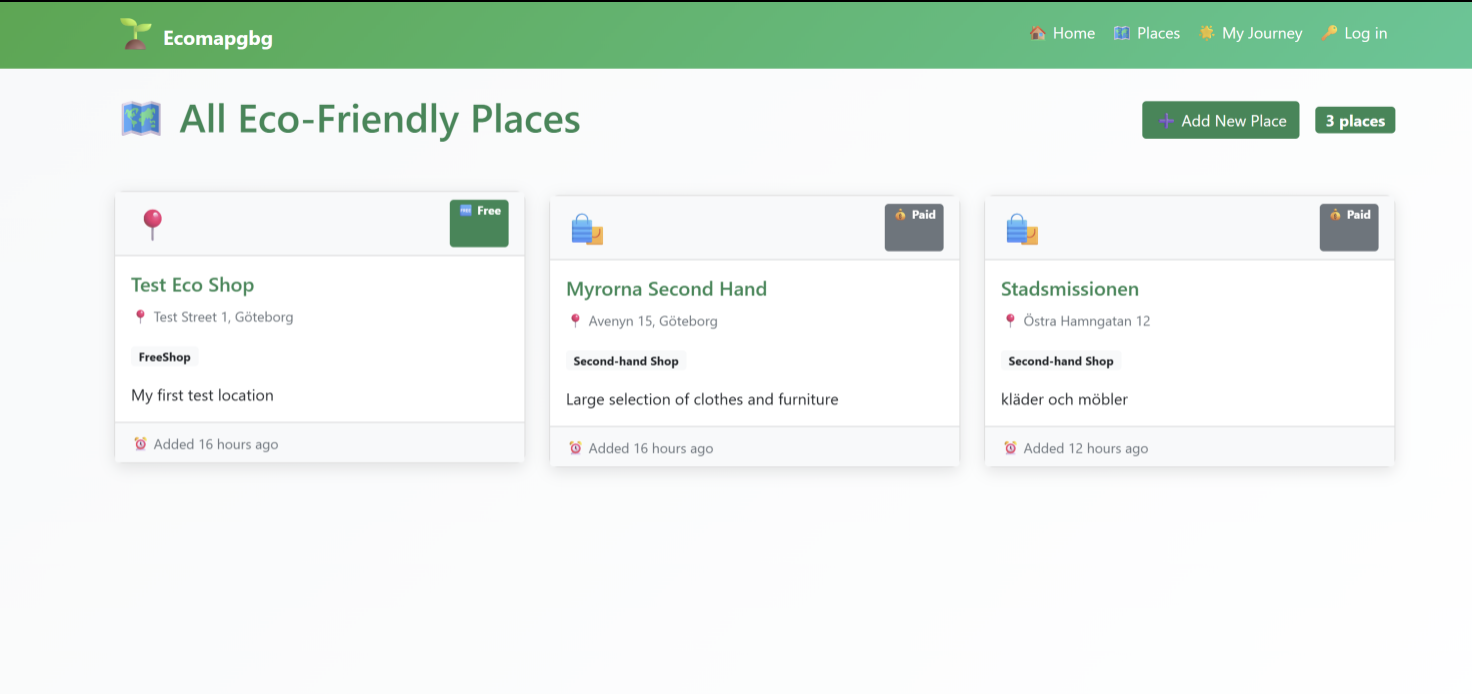 Ecomapgbg
Home Places My Journey Log in
All Eco-Friendly Places
Add New Place 3 places
Free
Test Eco Shop
Test Street 1, Göteborg
FreeShop
My first test location
Added 16 hours ago
Paid
Myrorna Second Hand
Avenyn 15, Göteborg
Second-hand Shop
Large selection of clothes and furniture
Added 16 hours ago
Paid
Stadsmissionen
Östra Hamngatan 12
Second-hand Shop
kläder och möbler
Added 12 hours ago